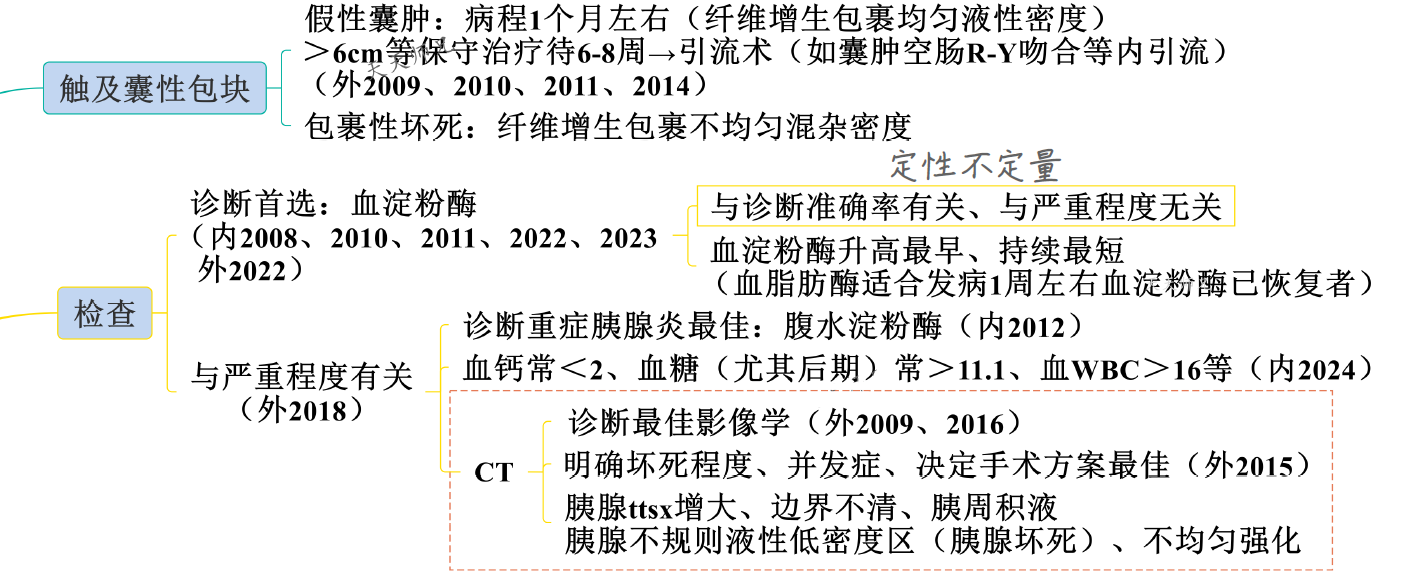 假性囊肿：病程1个月左右（纤维增生包裹均匀液性密度）
＞6cm等保守治疗待6-8周→引流术（如囊肿空肠R-Y吻合等内引流）
（外2009、2010、2011、2014）
触及囊性包块
包裹性坏死：纤维增生包裹不均匀混杂密度
定性不定量
诊断首选：血淀粉酶
（内2008、2010、2011、2022、2023
外2022）
与诊断准确率有关、与严重程度无关
血淀粉酶升高最早、持续最短
（血脂肪酶适合发病1周左右血淀粉酶已恢复者）
检查
与严重程度有关
（外2018）
诊断重症胰腺炎最佳：腹水淀粉酶（内2012）
血钙常＜2、血糖（尤其后期）常＞11.1、血WBC＞16等（内2024）
CT
诊断最佳影像学（外2009、2016）
明确坏死程度、并发症、决定手术方案最佳（外2015）
胰腺ttsx增大、边界不清、胰周积液
胰腺不规则液性低密度区（胰腺坏死）、不均匀强化